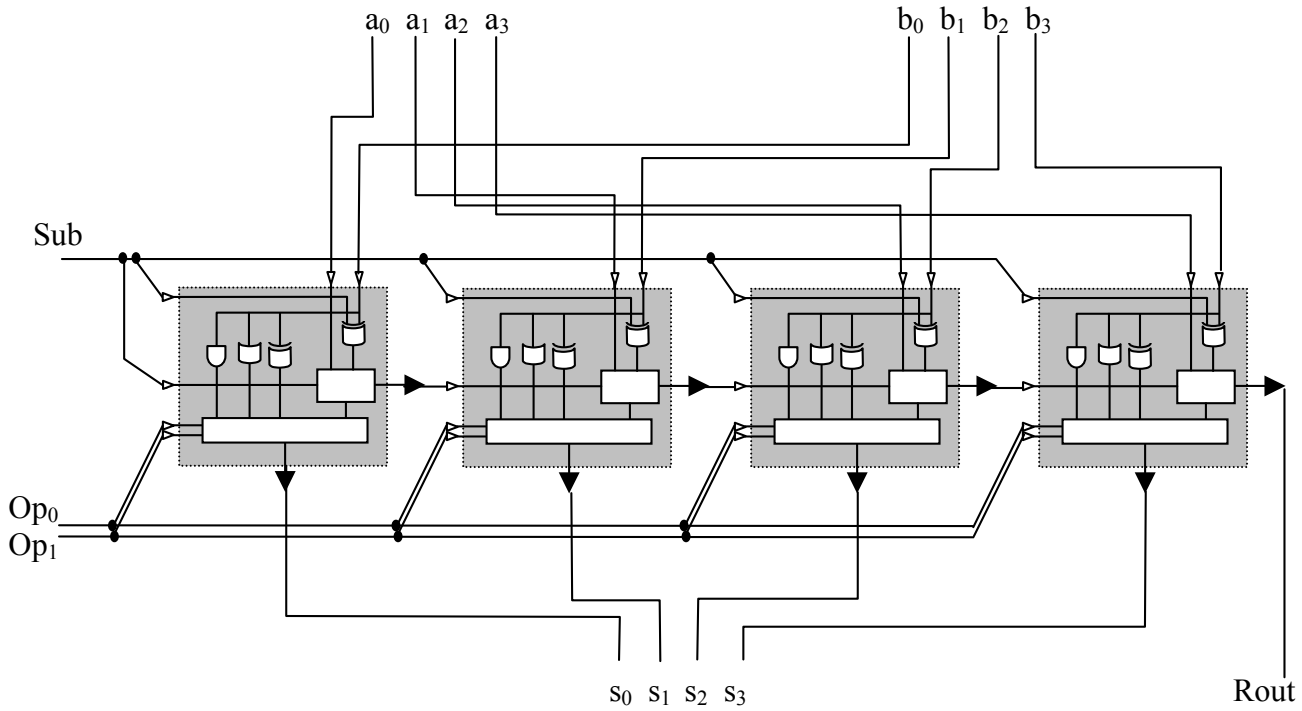 a₀ a₁ a₂ a₃ b₀ b₁ b₂ b₃
Sub
Op₀
Op₁
s₀ s₁ s₂ s₃ Rout